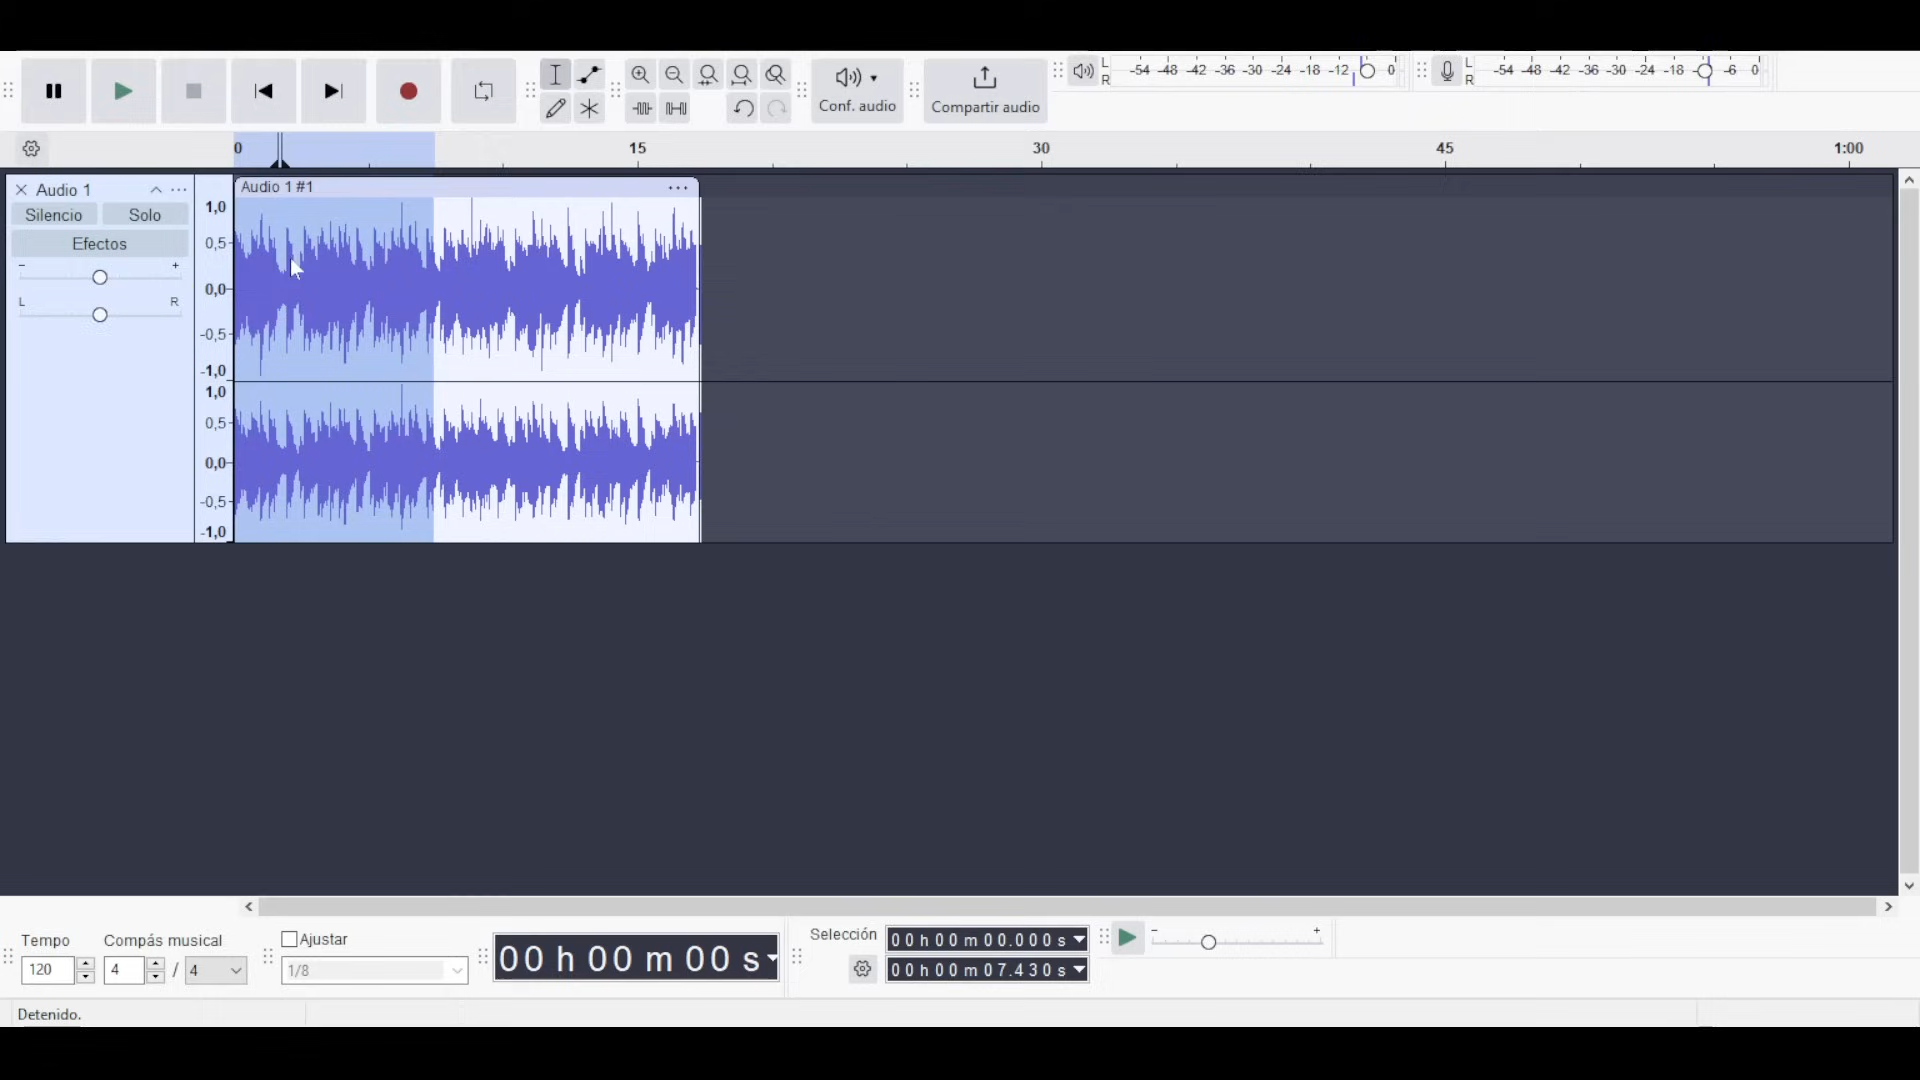 Conf. audio
Compartir audio
L
R
-54 -48 -42 -36 -30 -24 -18 -12 0
L
R
-54 -48 -42 -36 -30 -24 -18 -6 0
0 15 30 45 1:00
Audio 1
Audio 1 #1
Silencio Solo
Efectos
- +
L R
1,0
0,5
0,0
-0,5
-1,0
1,0
0,5
0,0
-0,5
-1,0
Tempo
120
Compás musical
4 / 4
Ajustar
1/8
00 h 00 m 00 s
Selección
00 h 00 m 00.000 s
00 h 00 m 07.430 s
- +
Detenido.